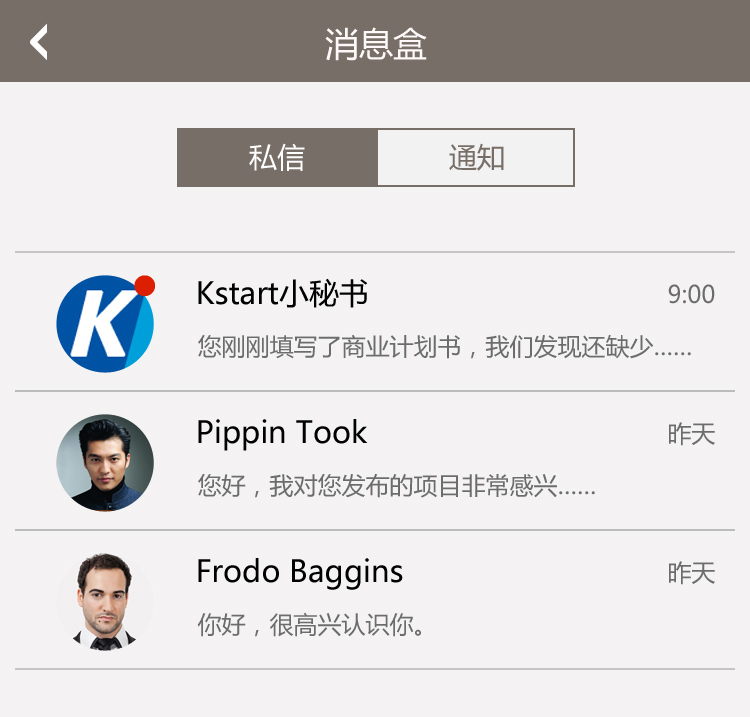 消息盒
私信 通知
Kstart小秘书 9:00
您刚刚填写了商业计划书，我们发现还缺少……
Pippin Took 昨天
您好，我对您发布的项目非常感兴……
Frodo Baggins 昨天
你好，很高兴认识你。